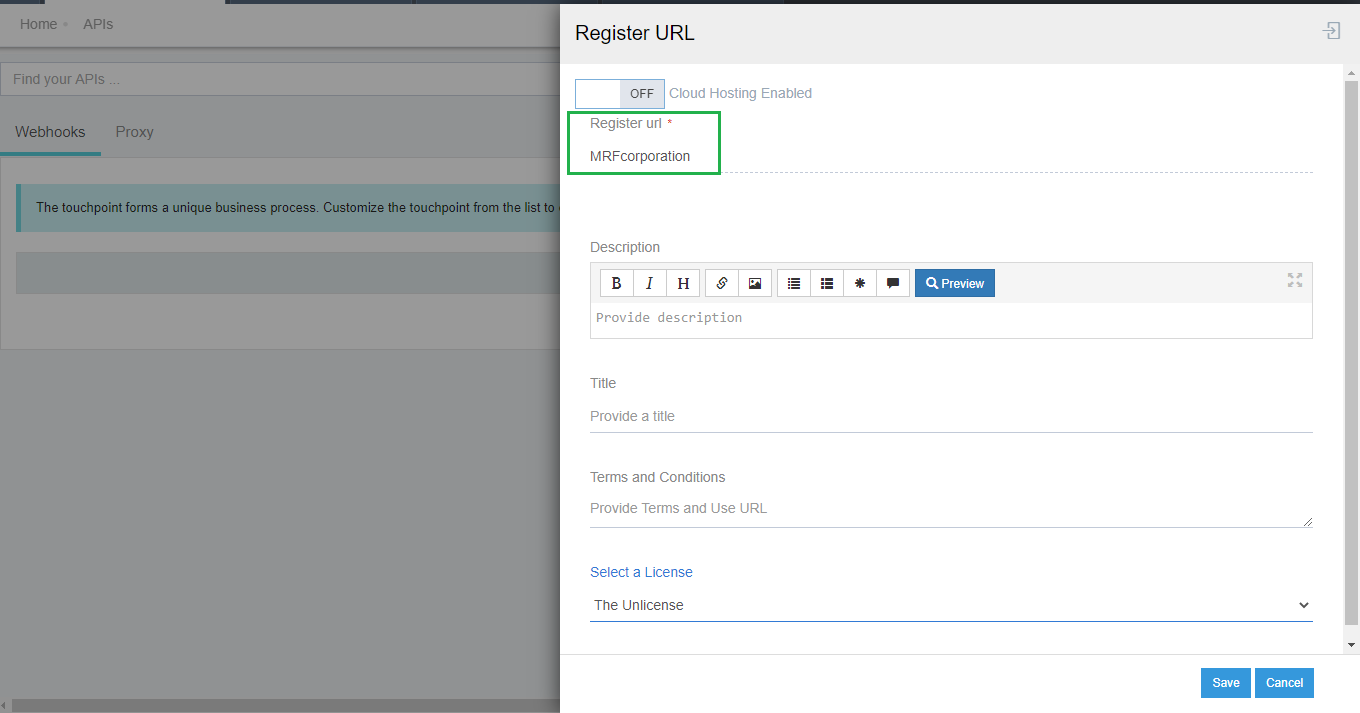 Home
APIs
Find your APIs ...
Webhooks
Proxy
The touchpoint forms a unique business process. Customize the touchpoint from the list to
Register URL
OFF
Cloud Hosting Enabled
Register url *
MRFcorporation
Description
B I H
Preview
Provide description
Title
Provide a title
Terms and Conditions
Provide Terms and Use URL
Select a License
The Unlicense
Save
Cancel